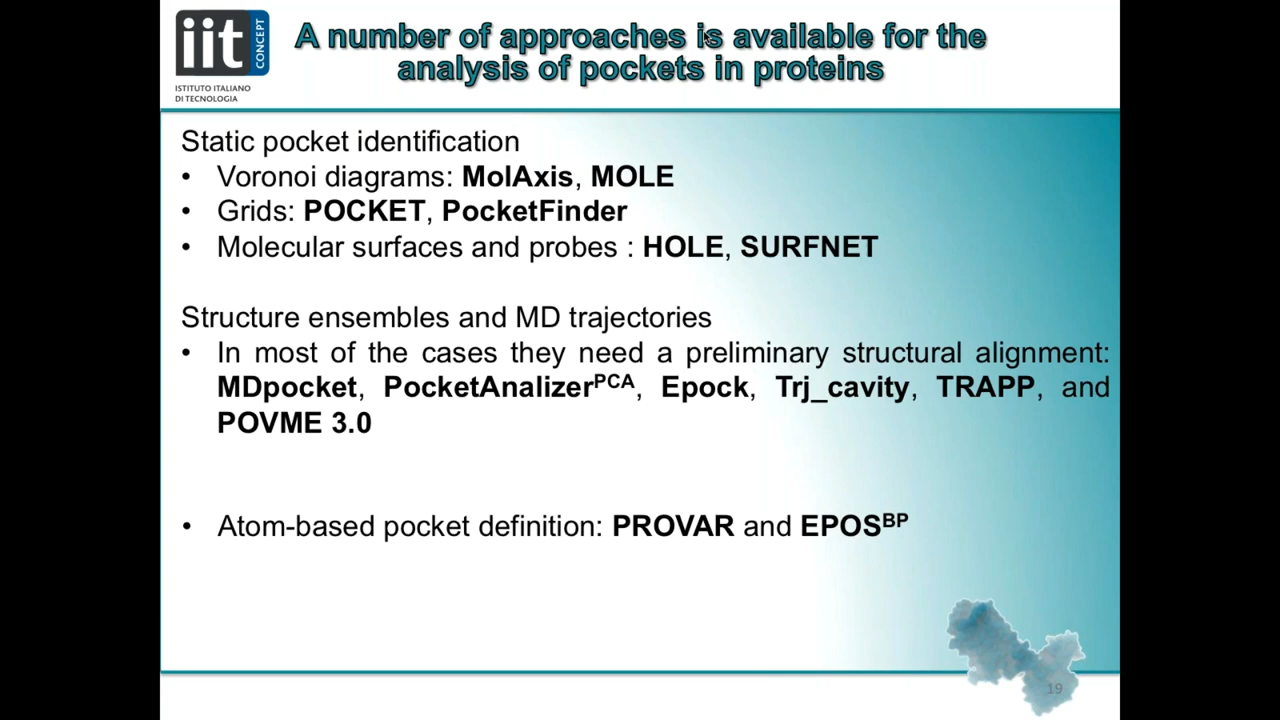 iit
CONCEPT
ISTITUTO ITALIANO
DI TECNOLOGIA
A number of approaches is available for the
analysis of pockets in proteins
Static pocket identification
• Voronoi diagrams: MolAxis, MOLE
• Grids: POCKET, PocketFinder
• Molecular surfaces and probes : HOLE, SURFNET
Structure ensembles and MD trajectories
• In most of the cases they need a preliminary structural alignment:
MDpocket, PocketAnalizerPCA, Epock, Trj_cavity, TRAPP, and
POVME 3.0
• Atom-based pocket definition: PROVAR and EPOSBP
19